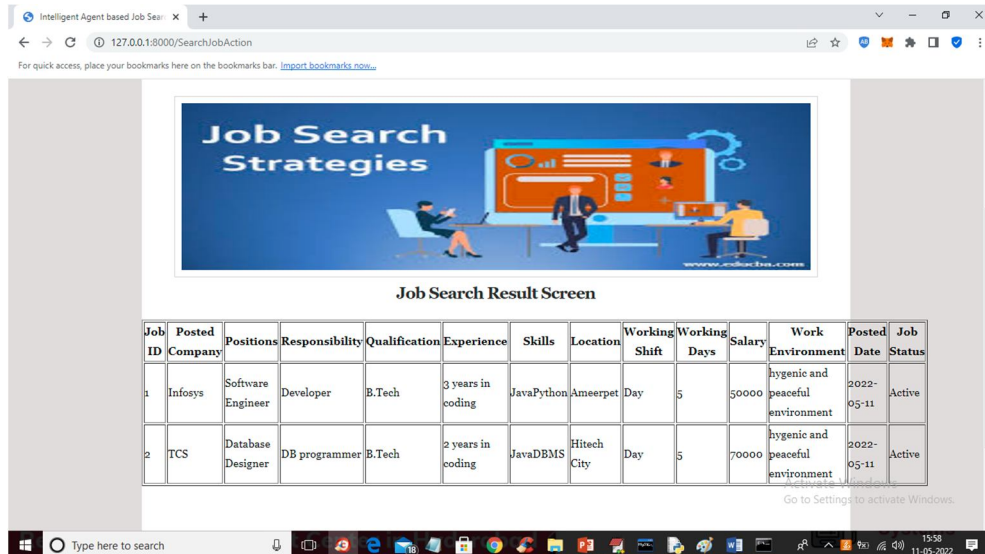 Intelligent Agent based Job Sear
127.0.0.1:8000/SearchJobAction
For quick access, place your bookmarks here on the bookmarks bar. Import bookmarks now...
Job Search
Strategies
www.educba.com
Job Search Result Screen
Job ID Posted Company Positions Responsibility Qualification Experience Skills Location Working Shift Working Days Salary Work Environment Posted Date Job Status
1 Infosys Software Engineer Developer B.Tech 3 years in coding JavaPython Ameerpet Day 5 50000 hygenic and peaceful environment 2022-05-11 Active
2 TCS Database Designer DB programmer B.Tech 2 years in coding JavaDBMS Hitech City Day 5 70000 hygenic and peaceful environment 2022-05-11 Active
Activate Windows
Go to Settings to activate Windows.
Type here to search
18
15:58
11-05-2022